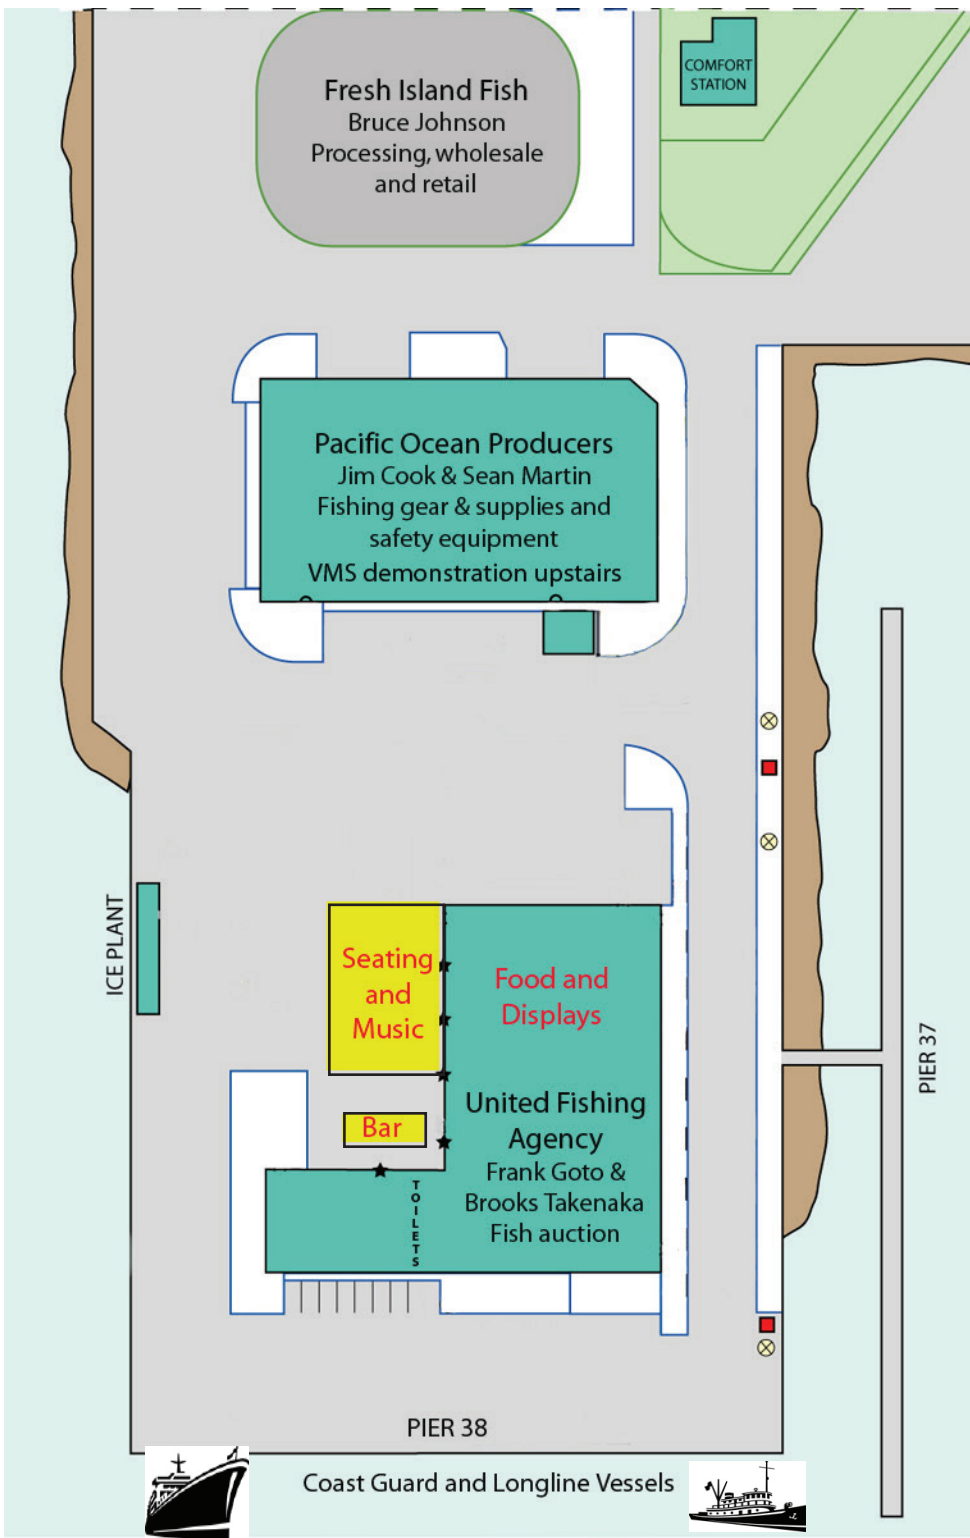 Fresh Island Fish
Bruce Johnson
Processing, wholesale
and retail
COMFORT
STATION
Pacific Ocean Producers
Jim Cook & Sean Martin
Fishing gear & supplies and
safety equipment
VMS demonstration upstairs
ICE PLANT
Seating
and
Music
Food and
Displays
Bar
United Fishing
Agency
Frank Goto &
Brooks Takenaka
Fish auction
TOILETS
PIER 37
PIER 38
Coast Guard and Longline Vessels